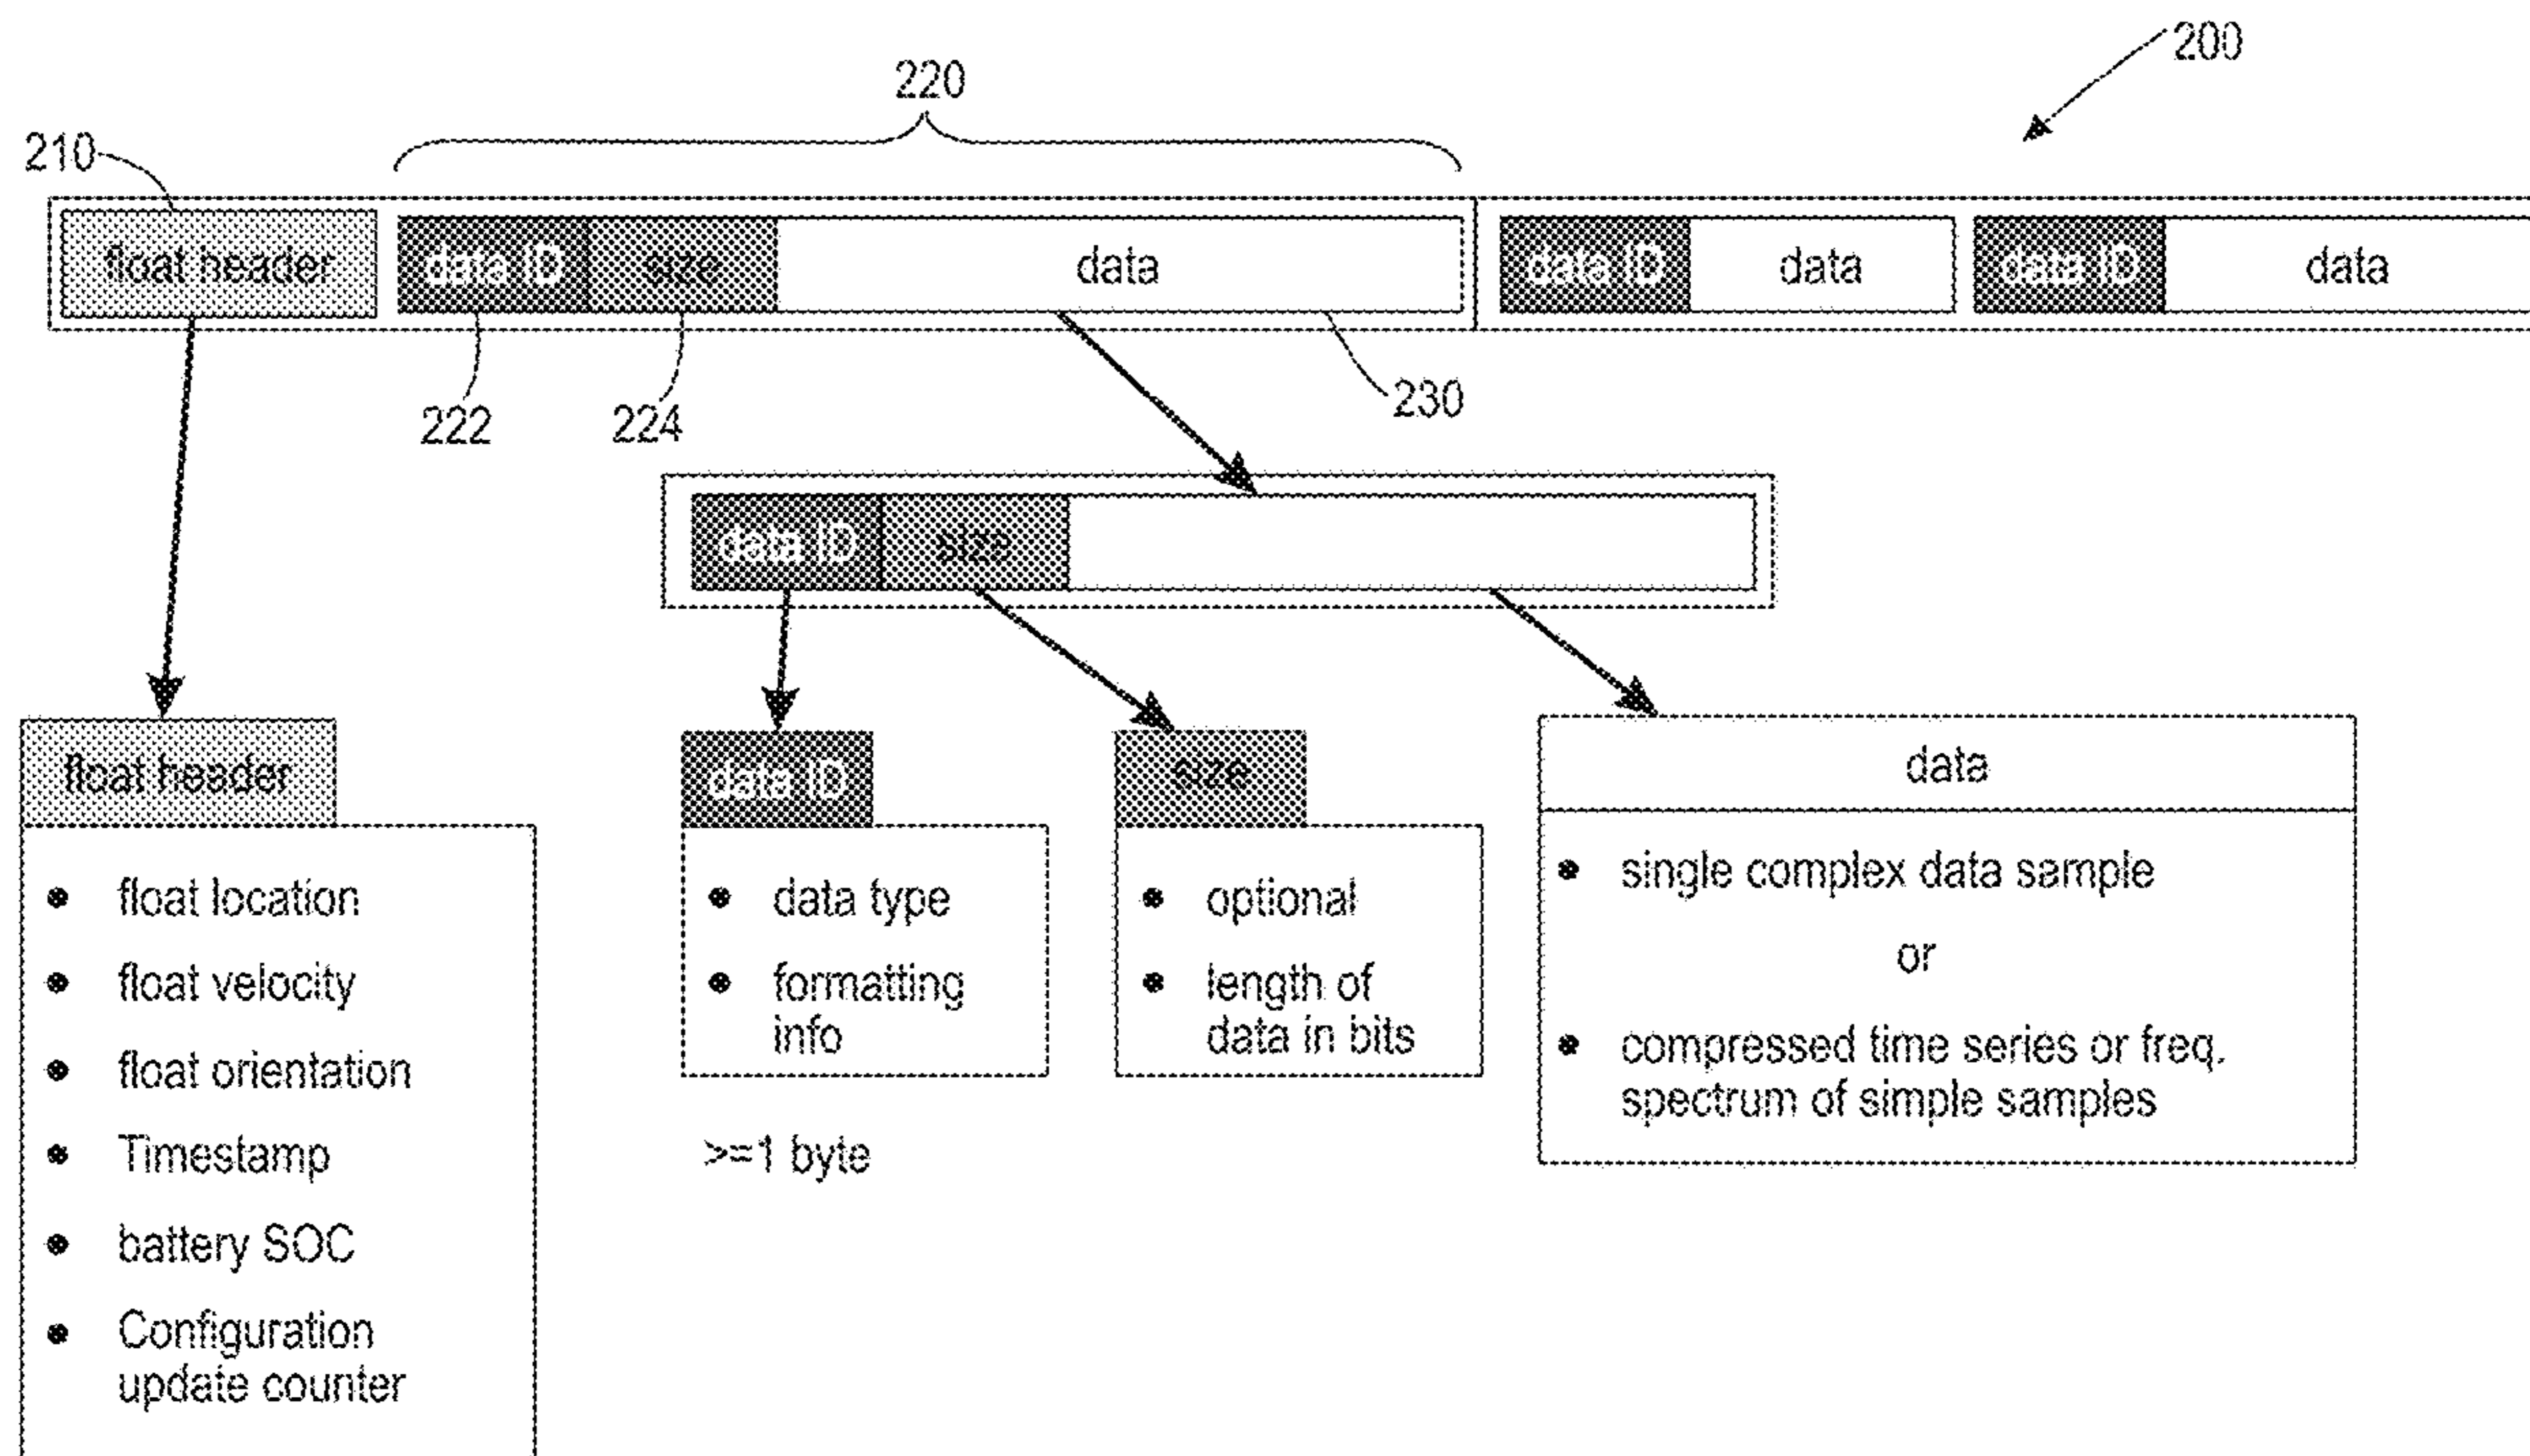 200
220
210
float header
data ID
size
data
data ID
data
data ID
data
222
224
230
data ID
size
float header
• float location
• float velocity
• float orientation
• Timestamp
• battery SOC
• Configuration
update counter
data ID
• data type
• formatting
info
>=1 byte
size
• optional
• length of
data in bits
data
• single complex data sample
or
• compressed time series or freq.
spectrum of simple samples